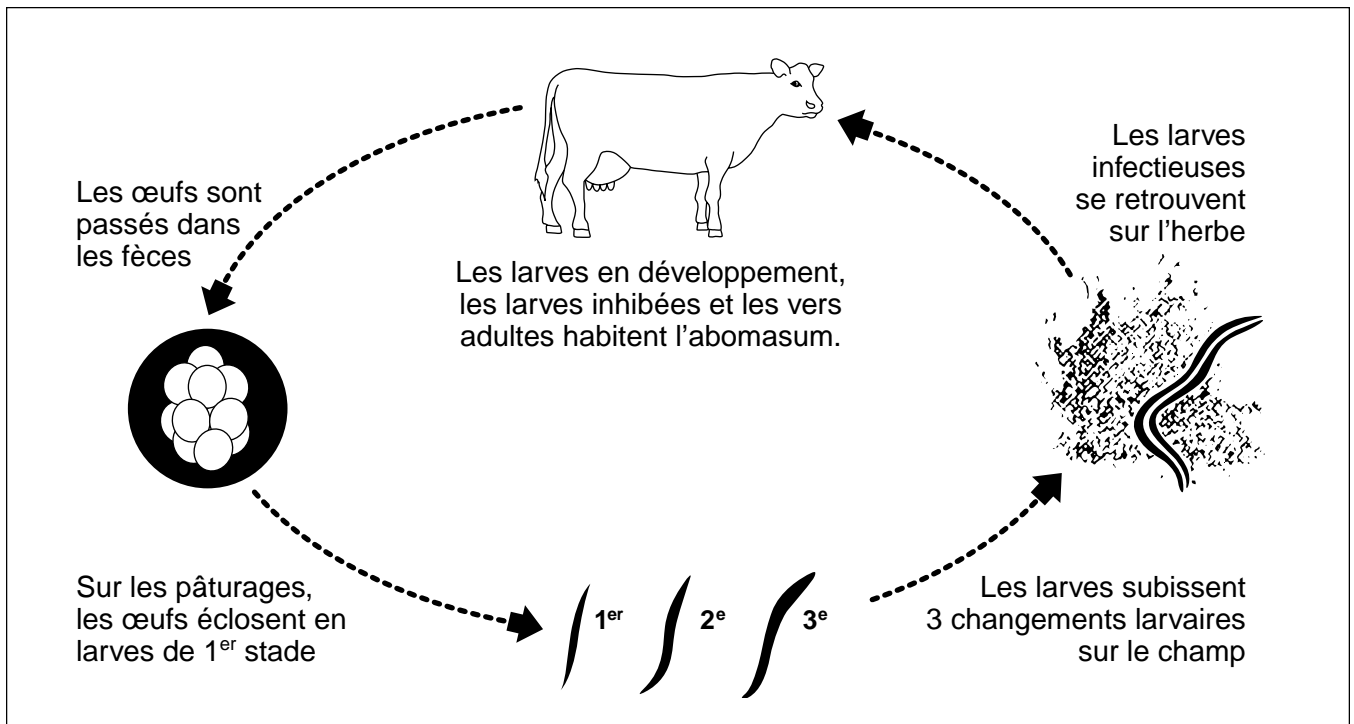 Les œufs sont
passés dans
les fèces
Les larves en développement,
les larves inhibées et les vers
adultes habitent l’abomasum.
Les larves
infectieuses
se retrouvent
sur l’herbe
Sur les pâturages,
les œufs éclosent en
larves de 1er stade
1er 2e 3e
Les larves subissent
3 changements larvaires
sur le champ